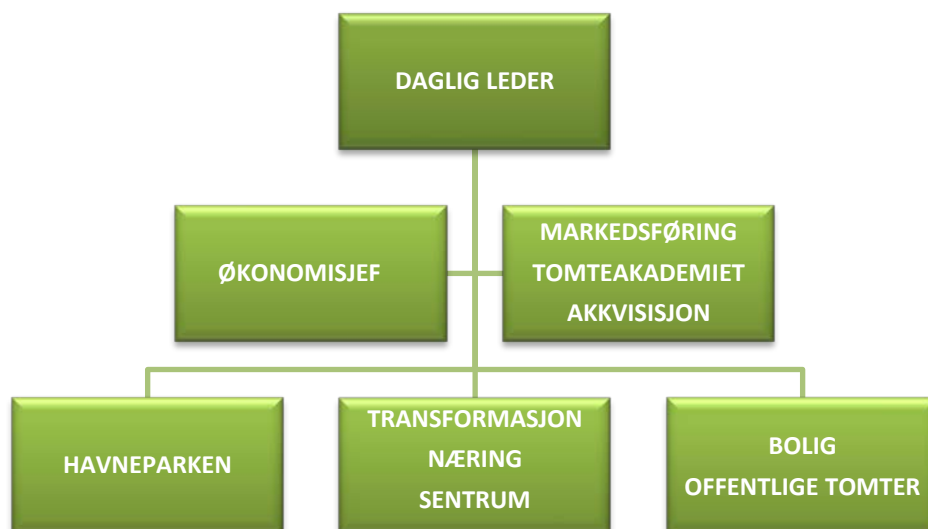 DAGLIG LEDER
ØKONOMISJEF
MARKEDSFØRING
TOMTEAKADEMIET
AKKVISISJON
HAVNEPARKEN
TRANSFORMASJON
NÆRING
SENTRUM
BOLIG
OFFENTLIGE TOMTER